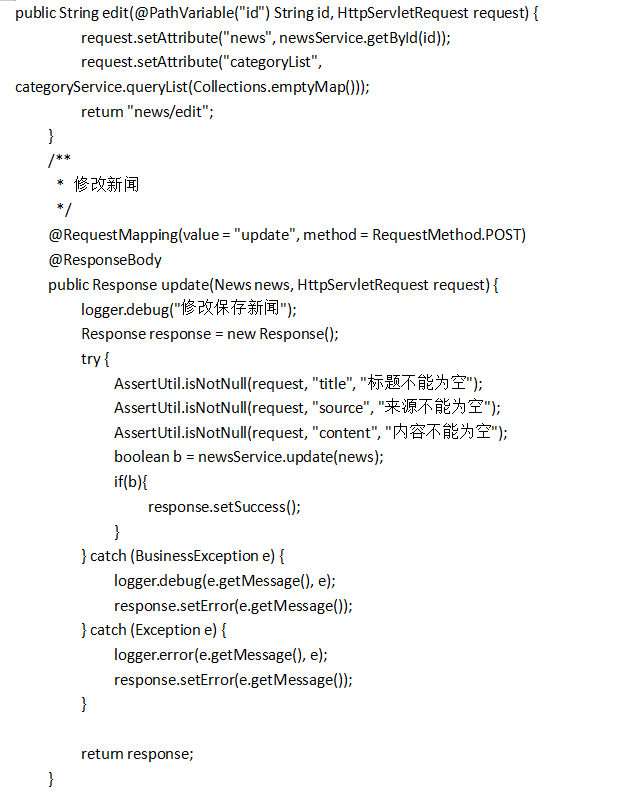 public String edit(@PathVariable("id") String id, HttpServletRequest request) {
request.setAttribute("news", newsService.getById(id));
request.setAttribute("categoryList",
categoryService.queryList(Collections.emptyMap()));
return "news/edit";
}
/**
* 修改新闻
*/
@RequestMapping(value = "update", method = RequestMethod.POST)
@ResponseBody
public Response update(News news, HttpServletRequest request) {
logger.debug("修改保存新闻");
Response response = new Response();
try {
AssertUtil.isNotNull(request, "title", "标题不能为空");
AssertUtil.isNotNull(request, "source", "来源不能为空");
AssertUtil.isNotNull(request, "content", "内容不能为空");
boolean b = newsService.update(news);
if(b){
response.setSuccess();
}
} catch (BusinessException e) {
logger.debug(e.getMessage(), e);
response.setError(e.getMessage());
} catch (Exception e) {
logger.error(e.getMessage(), e);
response.setError(e.getMessage());
}
return response;
}